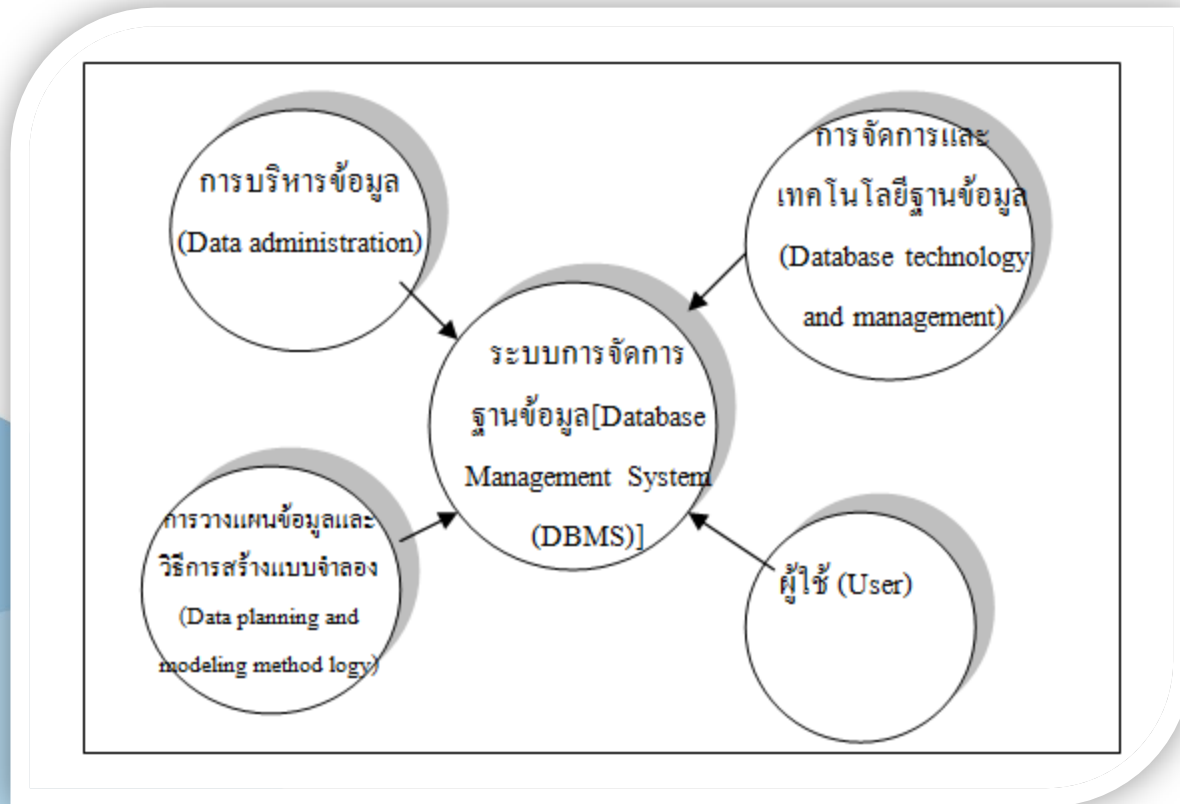 การบริหารข้อมูล
(Data administration)
การจัดการและ
เทคโนโลยีฐานข้อมูล
(Database technology
and management)
ระบบการจัดการ
ฐานข้อมูล[Database
Management System
(DBMS)]
การวางแผนข้อมูลและ
วิธีการสร้างแบบจำลอง
(Data planning and
modeling method logy)
ผู้ใช้ (User)